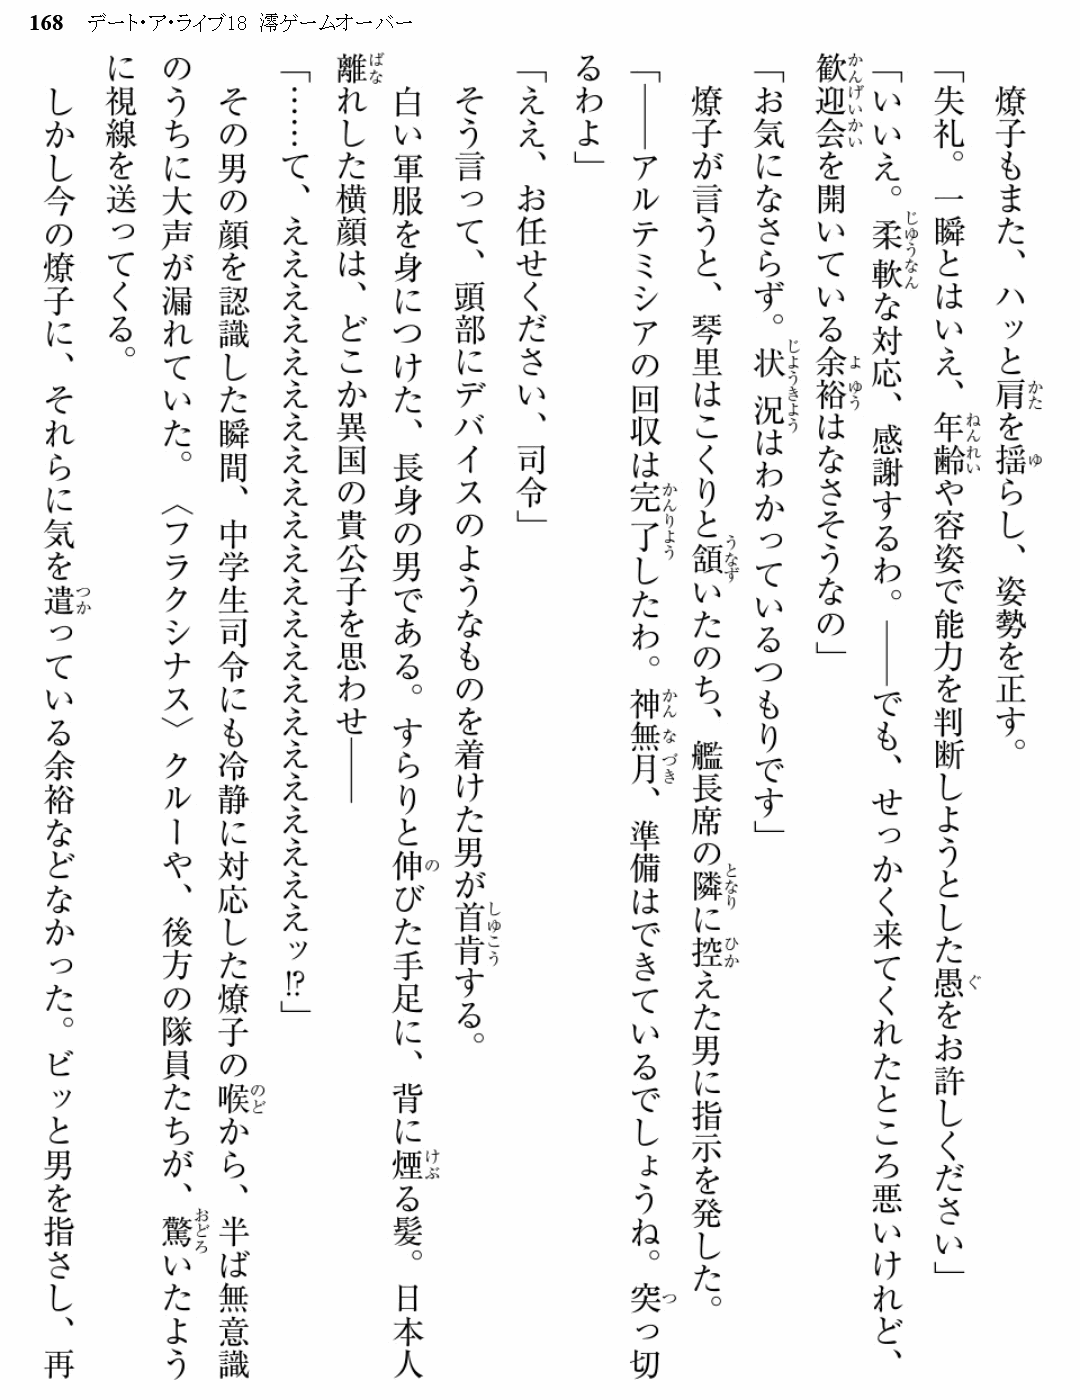 168 デート・ア・ライブ18 澪ゲームオーバー
燎子もまた、ハッと肩を揺らし、姿勢を正す。
「失礼。一瞬とはいえ、年齢や容姿で能力を判断しようとした愚をお許しください」
「いいえ。柔軟な対応、感謝するわ。――でも、せっかく来てくれたところ悪いけれど、
歓迎会を開いている余裕はなさそうなの」
「お気になさらず。状況はわかっているつもりです」
燎子が言うと、琴里はこくりと頷いたのち、艦長席の隣に控えた男に指示を発した。
「――アルテミシアの回収は完了したわ。神無月、準備はできているでしょうね。突っ切
るわよ」
「ええ、お任せください、司令」
そう言って、頭部にデバイスのようなものを着けた男が首肯する。
白い軍服を身につけた、長身の男である。すらりと伸びた手足に、背に煙る髪。日本人
離れした横顔は、どこか異国の貴公子を思わせ――
「……て、ええええええええええええええええええええええええェッ!?」
その男の顔を認識した瞬間、中学生司令にも冷静に対応した燎子の喉から、半ば無意識
のうちに大声が漏れていた。〈フラクシナス〉クルーや、後方の隊員たちが、驚いたよう
に視線を送ってくる。
しかし今の燎子に、それらに気を遣っている余裕などなかった。ビッと男を指さし、再